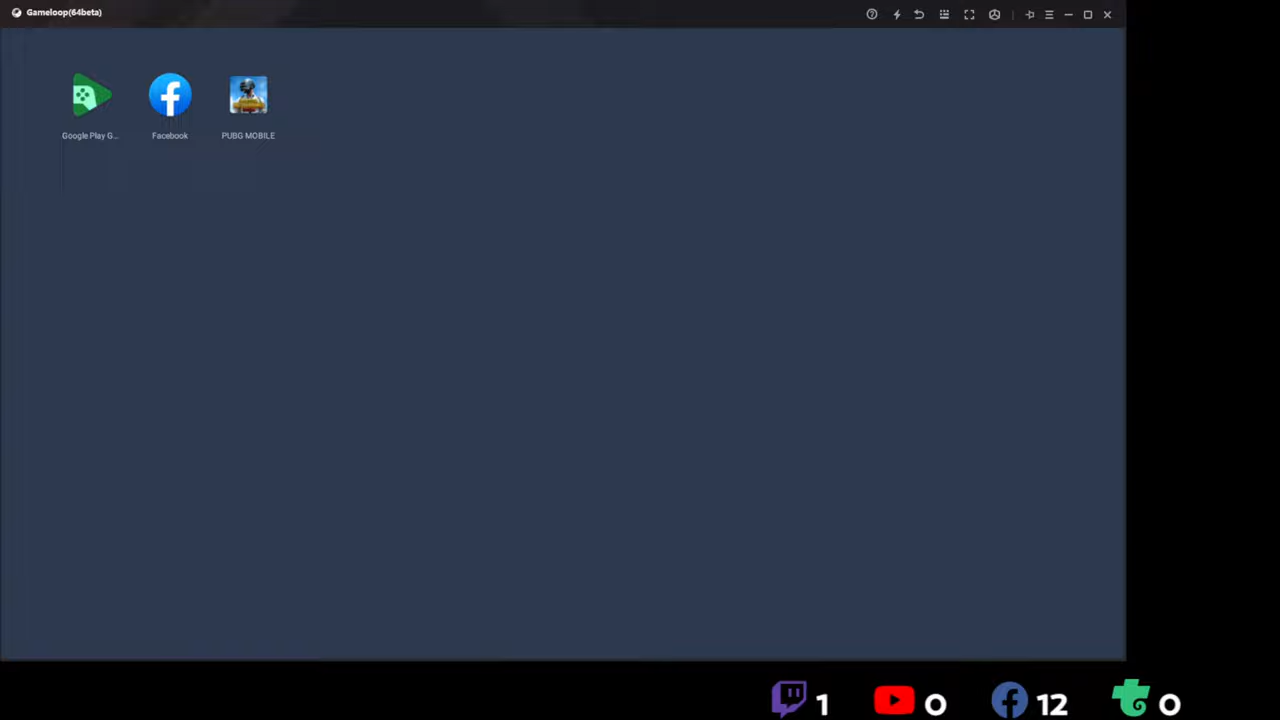 Gameloop(64beta)
Google Play G...
Facebook
PUBG MOBILE
1
0
12
0